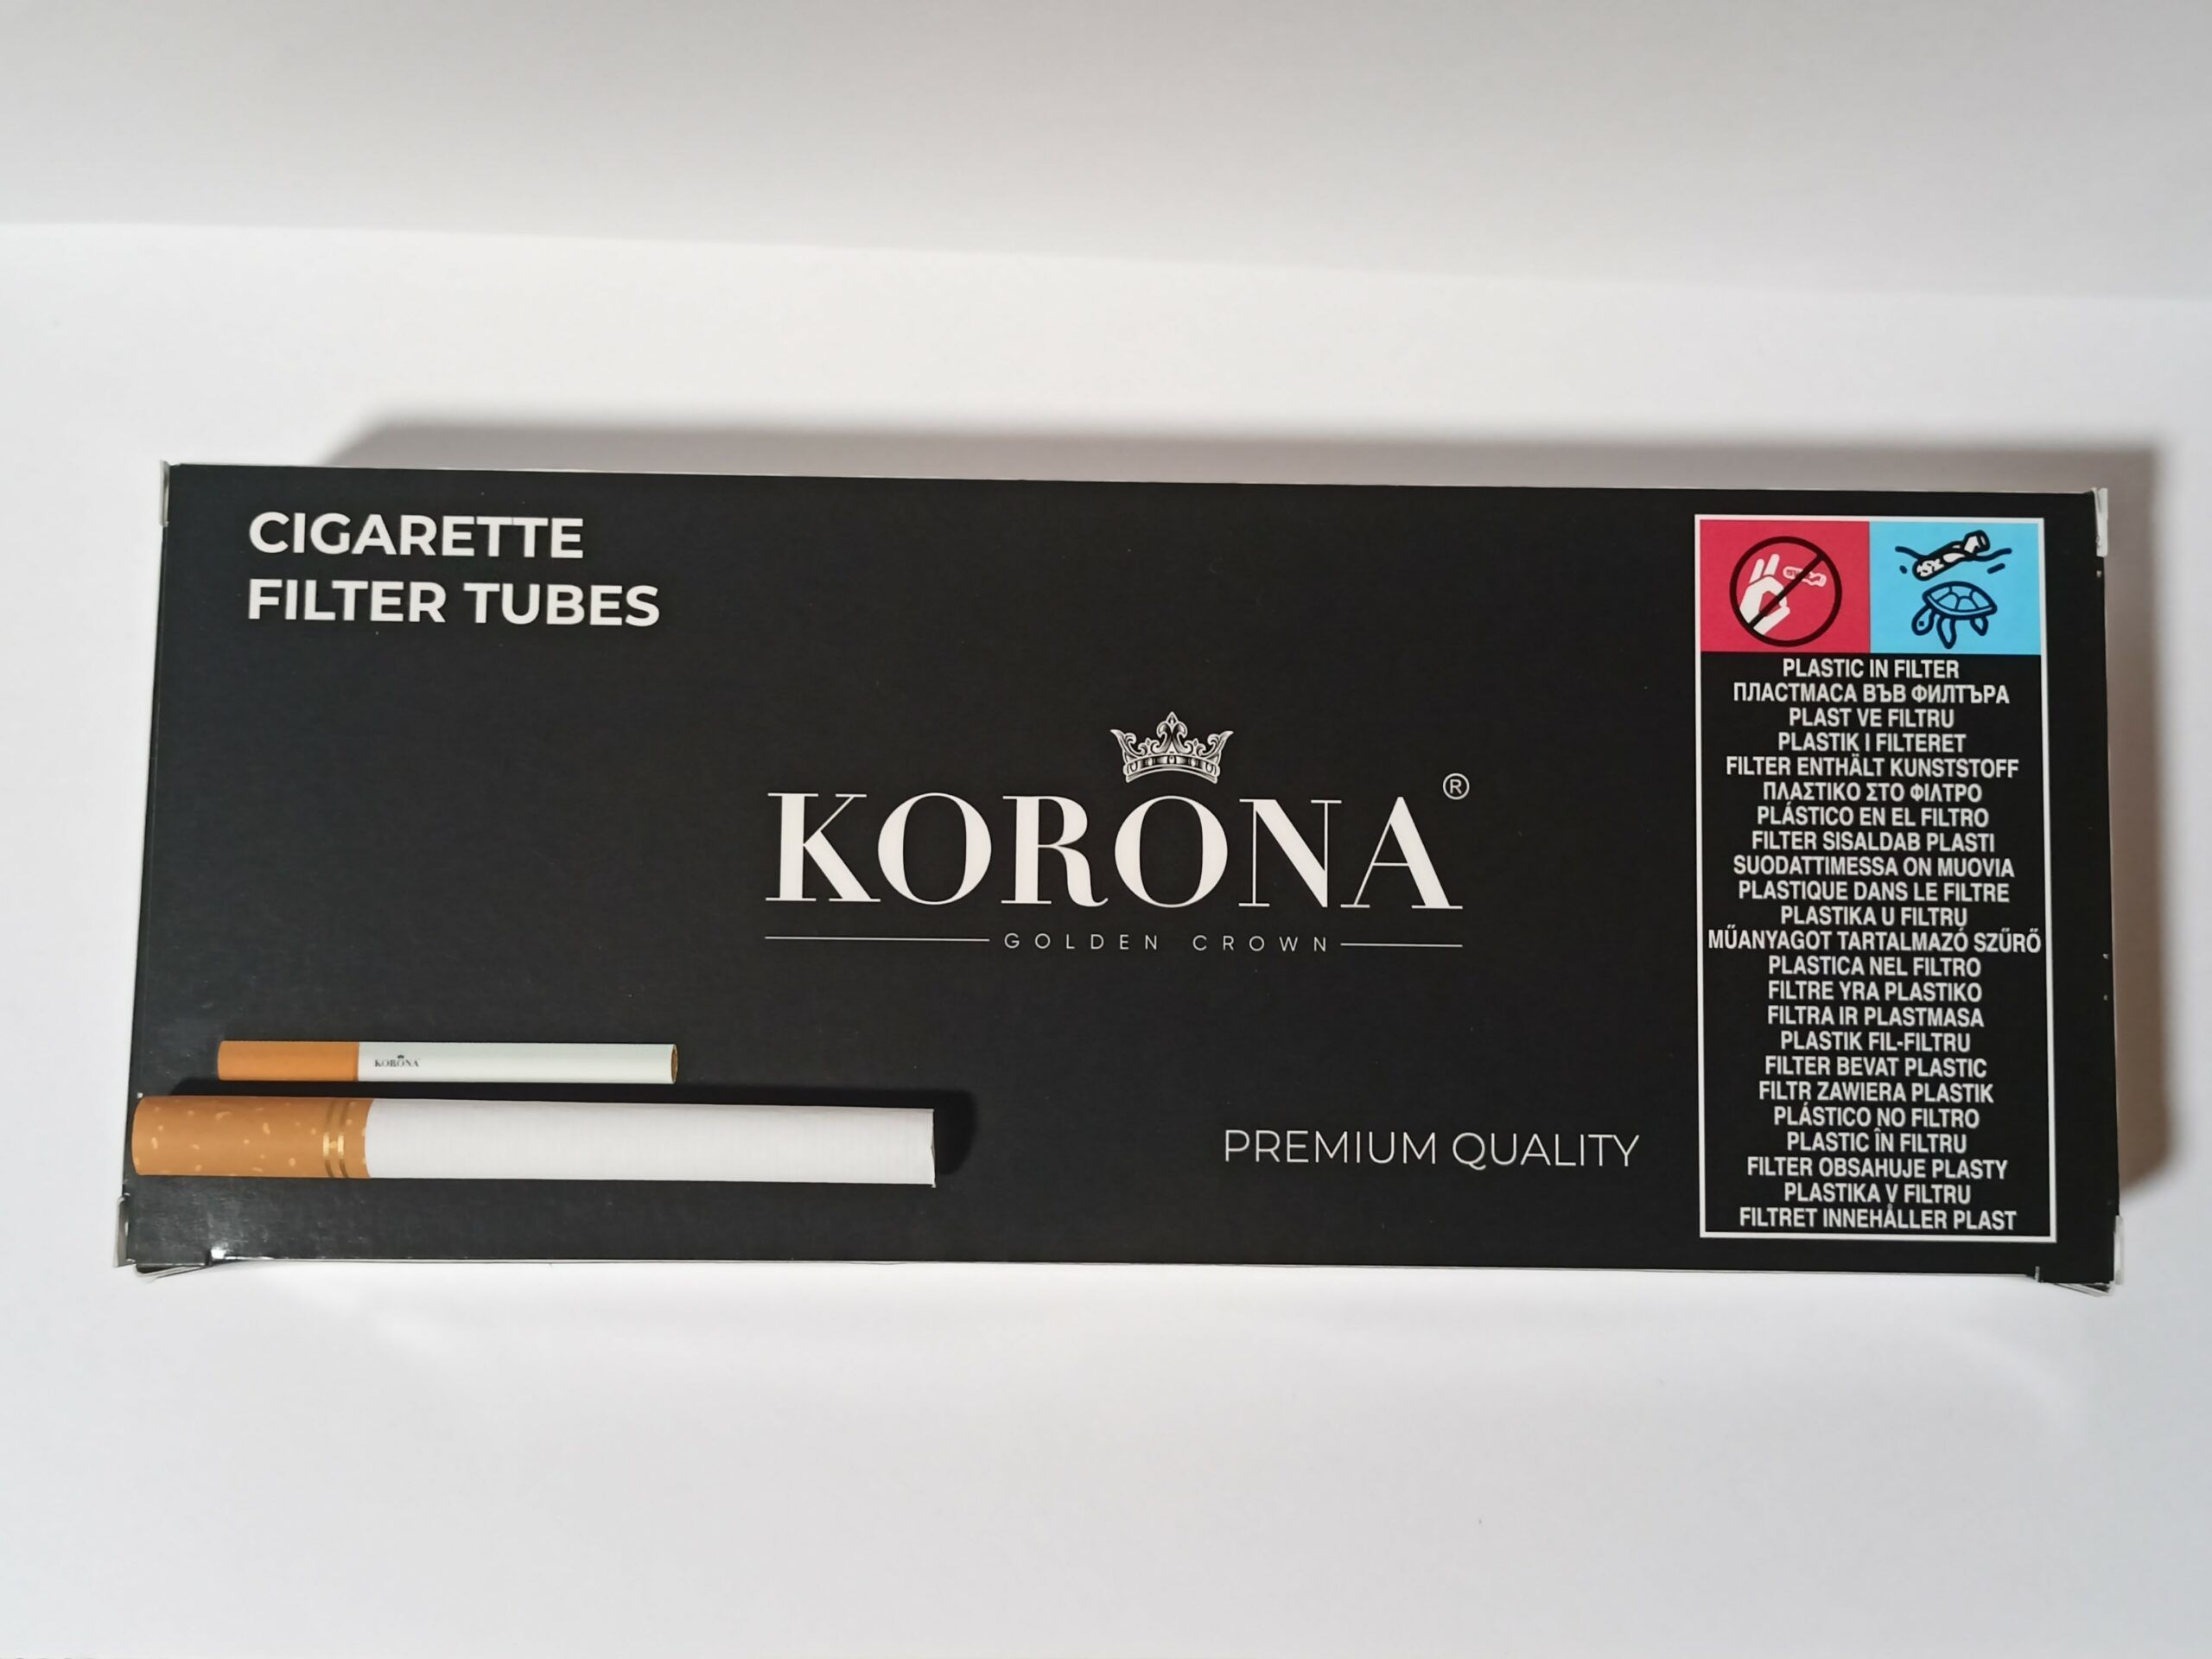 CIGARETTE
FILTER TUBES
KORONA®
GOLDEN CROWN
KORONA
PREMIUM QUALITY
PLASTIC IN FILTER
ПЛАСТМАСА ВЪВ ФИЛТЪРА
PLAST VE FILTRU
PLASTIK I FILTERET
FILTER ENTHÄLT KUNSTSTOFF
ΠΛΑΣΤΙΚΟ ΣΤΟ ΦΙΛΤΡΟ
PLÁSTICO EN EL FILTRO
FILTER SISALDAB PLASTI
SUODATTIMESSA ON MUOVIA
PLASTIQUE DANS LE FILTRE
PLASTIKA U FILTRU
MŰANYAGOT TARTALMAZÓ SZŰRŐ
PLASTICA NEL FILTRO
FILTRE YRA PLASTIKO
FILTRA IR PLASTMASA
PLASTIK FIL-FILTRU
FILTER BEVAT PLASTIC
FILTR ZAWIERA PLASTIK
PLÁSTICO NO FILTRO
PLASTIC ÎN FILTRU
FILTER OBSAHUJE PLASTY
PLASTIKA V FILTRU
FILTRET INNEHÅLLER PLAST